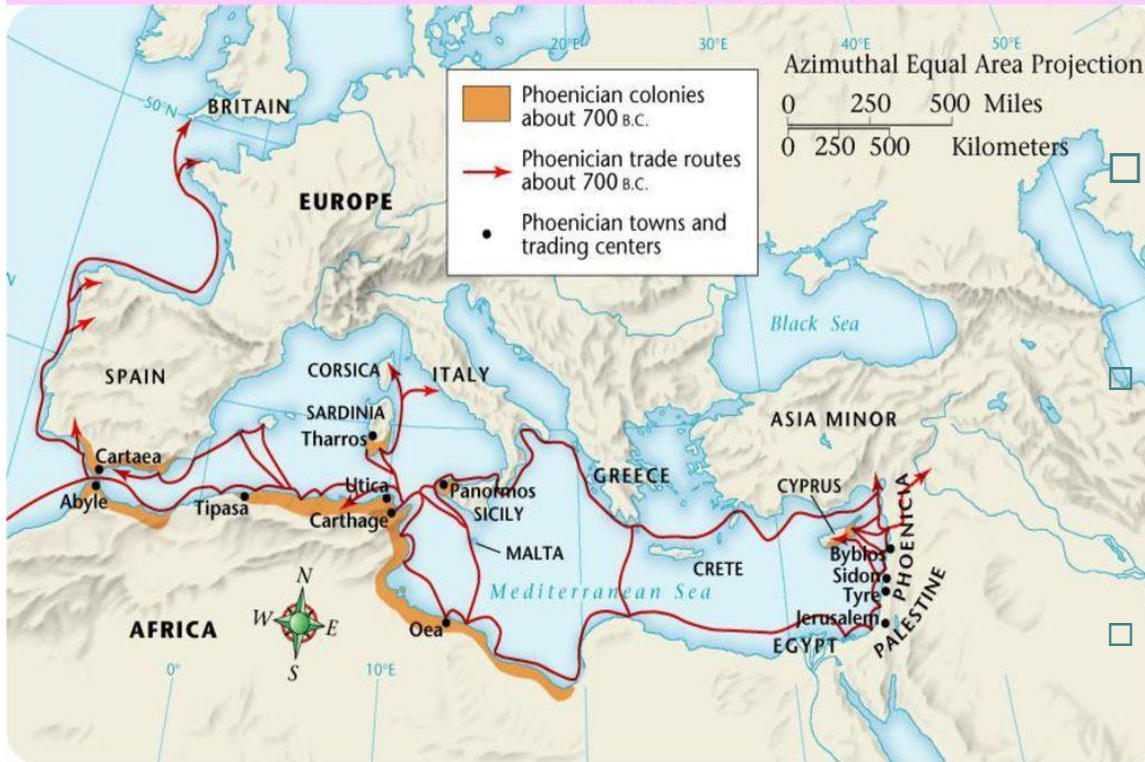 20°E
30°E
40°E
50°E
Azimuthal Equal Area Projection
0 250 500 Miles
0 250 500 Kilometers
50°N
BRITAIN
Phoenician colonies
about 700 B.C.
Phoenician trade routes
about 700 B.C.
Phoenician towns and
trading centers
EUROPE
Black Sea
SPAIN
CORSICA
ITALY
SARDINIA
Tharros
ASIA MINOR
Cartaea
GREECE
Abyle
Tipasa
Utica
Carthage
Panormos
SICILY
CYPRUS
MALTA
CRETE
Byblos
Sidon
Tyre
Jerusalem
PHOENICIA
PALESTINE
Mediterranean Sea
N
W
E
S
AFRICA
Oea
EGYPT
0°
10°E